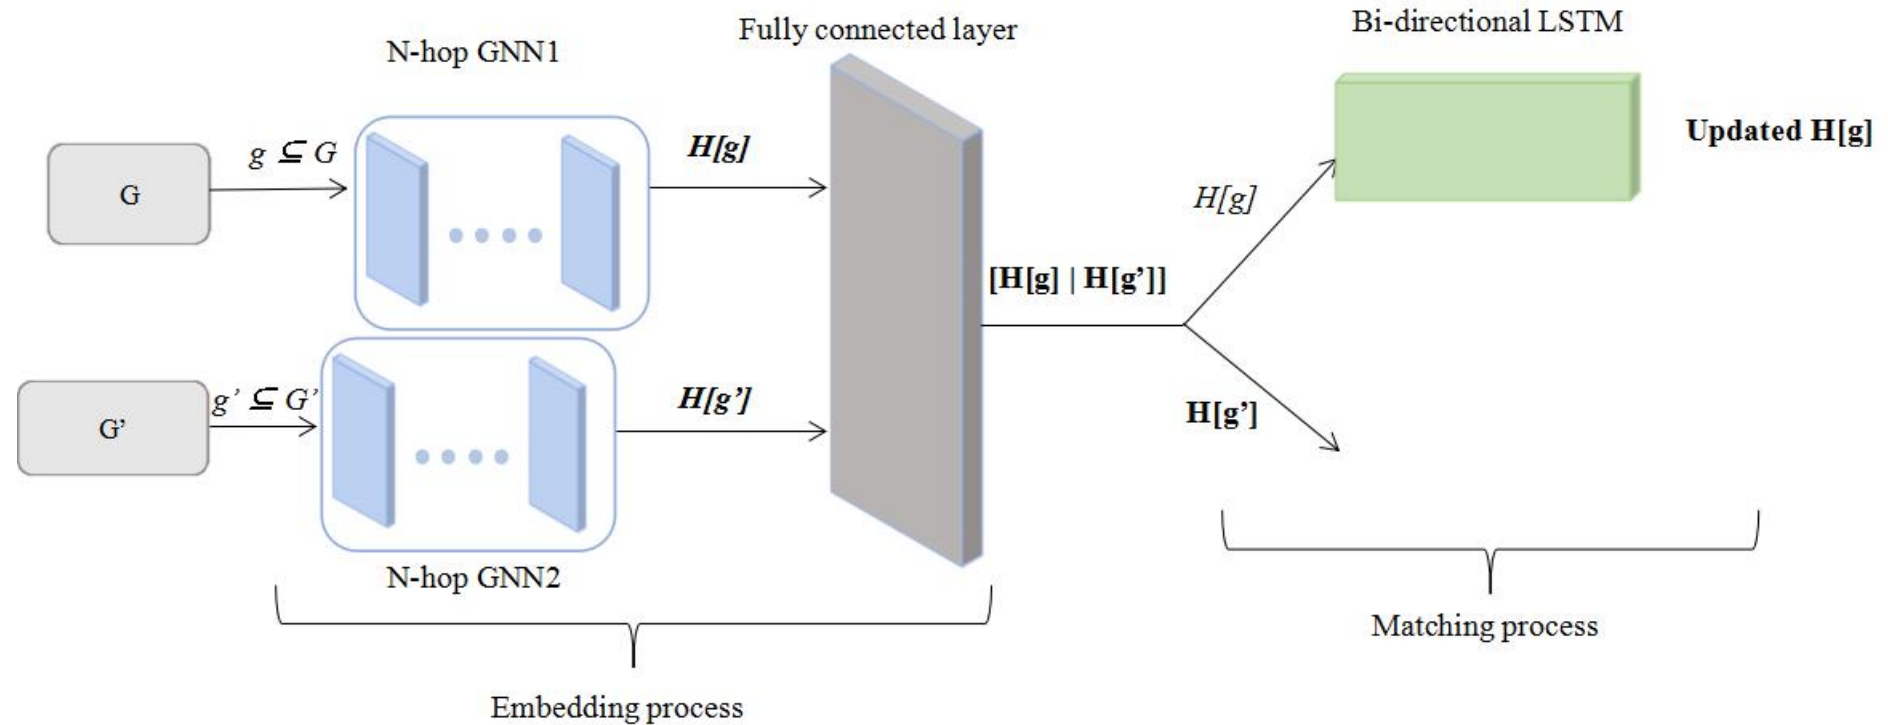 N-hop GNN1
Fully connected layer
Bi-directional LSTM
G
g ⊆ G
H[g]
Updated H[g]
H[g]
[H[g] | H[g’]]
G’
g’ ⊆ G’
H[g’]
H[g’]
N-hop GNN2
Embedding process
Matching process